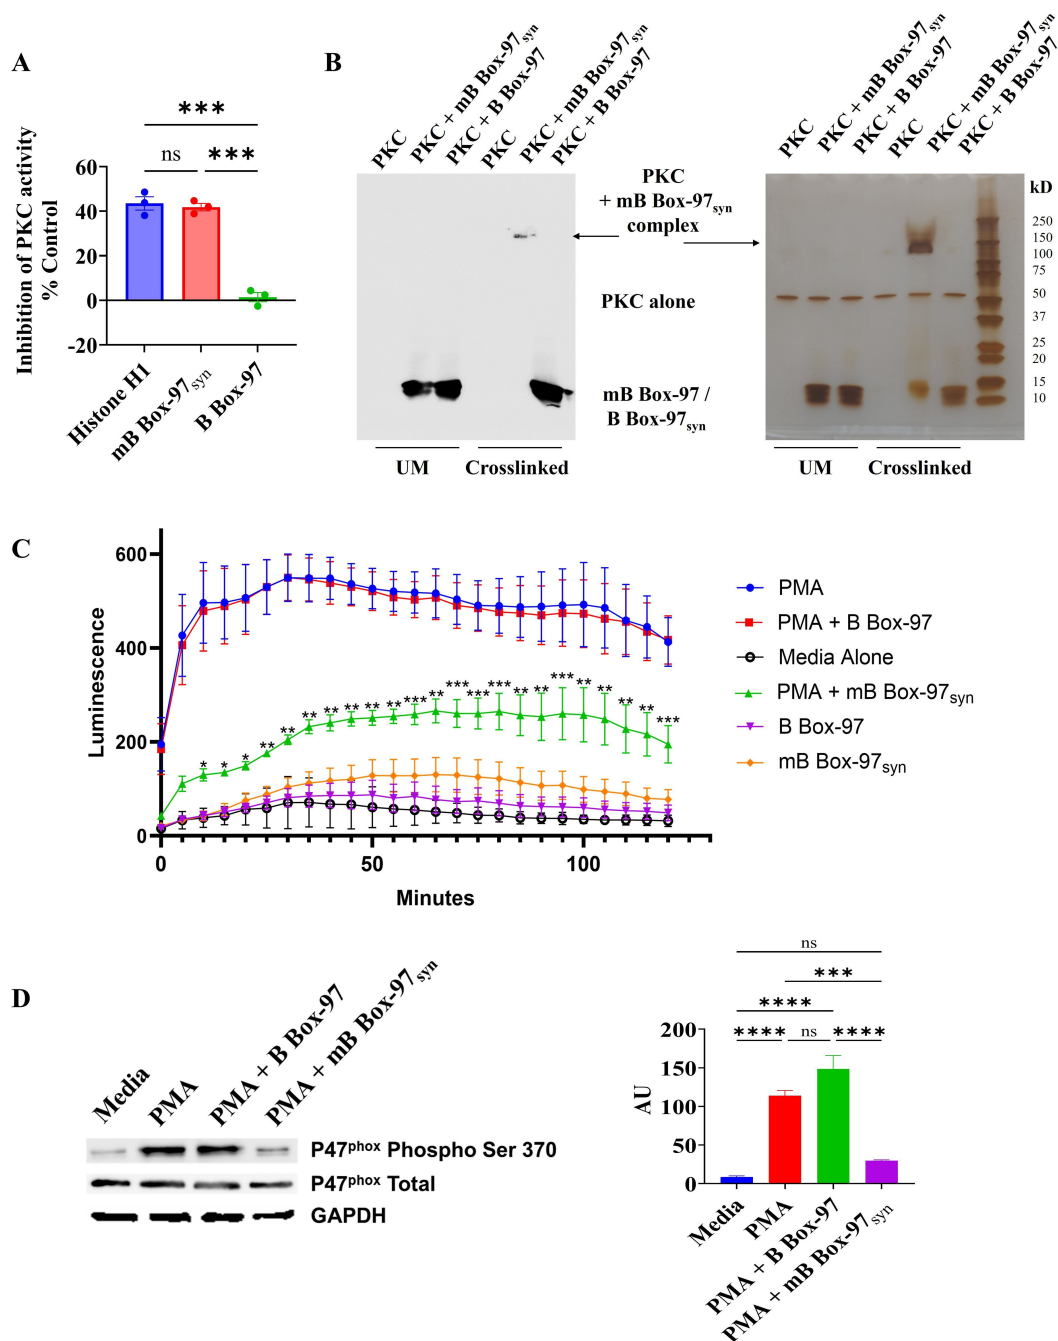 A
***
ns
***
Inhibition of PKC activity
% Control
60
40
20
0
-20
Histone H1
mB Box-97syn
B Box-97
B
PKC
PKC + mB Box-97syn
PKC + B Box-97
PKC
PKC + mB Box-97syn
PKC + B Box-97
PKC
+ mB Box-97syn
complex
PKC alone
mB Box-97 /
B Box-97syn
UM
Crosslinked
PKC
PKC + mB Box-97syn
PKC + B Box-97
PKC
PKC + mB Box-97syn
PKC + B Box-97
kD
250
150
100
75
50
37
25
20
15
10
UM
Crosslinked
C
Luminescence
600
400
200
0
* * * ** ** ** ** ** ** ** *** ** *** *** *** ** ** *** ** ** ** ** ***
0
50
100
Minutes
PMA
PMA + B Box-97
Media Alone
PMA + mB Box-97syn
B Box-97
mB Box-97syn
D
Media
PMA
PMA + B Box-97
PMA + mB Box-97syn
P47phox Phospho Ser 370
P47phox Total
GAPDH
ns
***
****
**** ns ****
AU
200
150
100
50
0
Media
PMA
PMA + B Box-97
PMA + mB Box-97syn